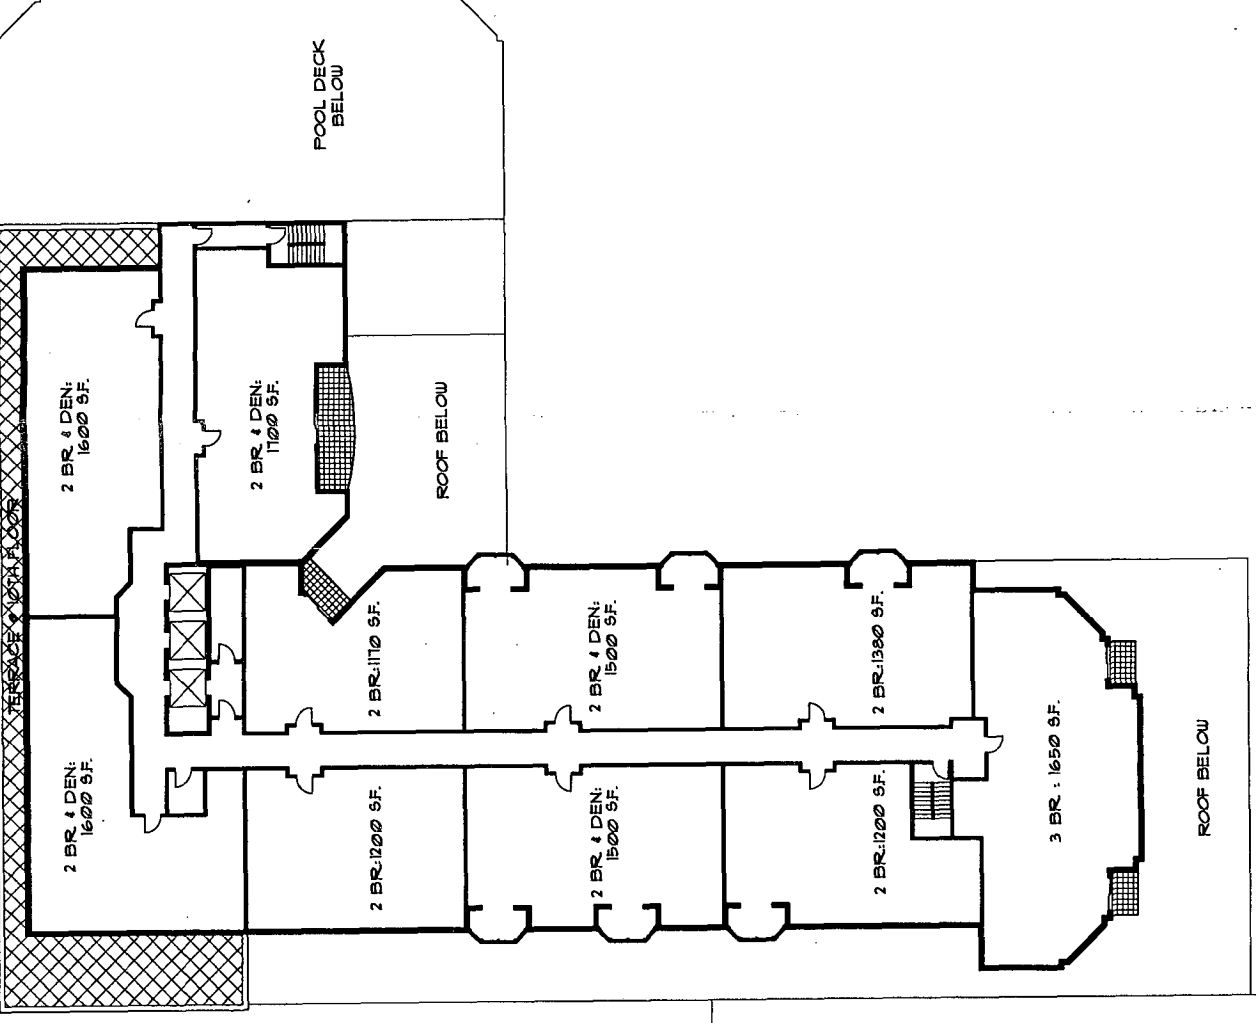 POOL DECK
BELOW
2 BR & DEN:
1600 S.F.
2 BR & DEN:
1700 S.F.
ROOF BELOW
TERRACE @ 10TH FLOOR
2 BR & DEN:
1600 S.F.
2 BR: 1170 S.F.
2 BR & DEN:
1500 S.F.
2 BR: 1380 S.F.
2 BR: 1200 S.F.
2 BR & DEN:
1500 S.F.
2 BR: 1200 S.F.
3 BR : 1650 S.F.
ROOF BELOW